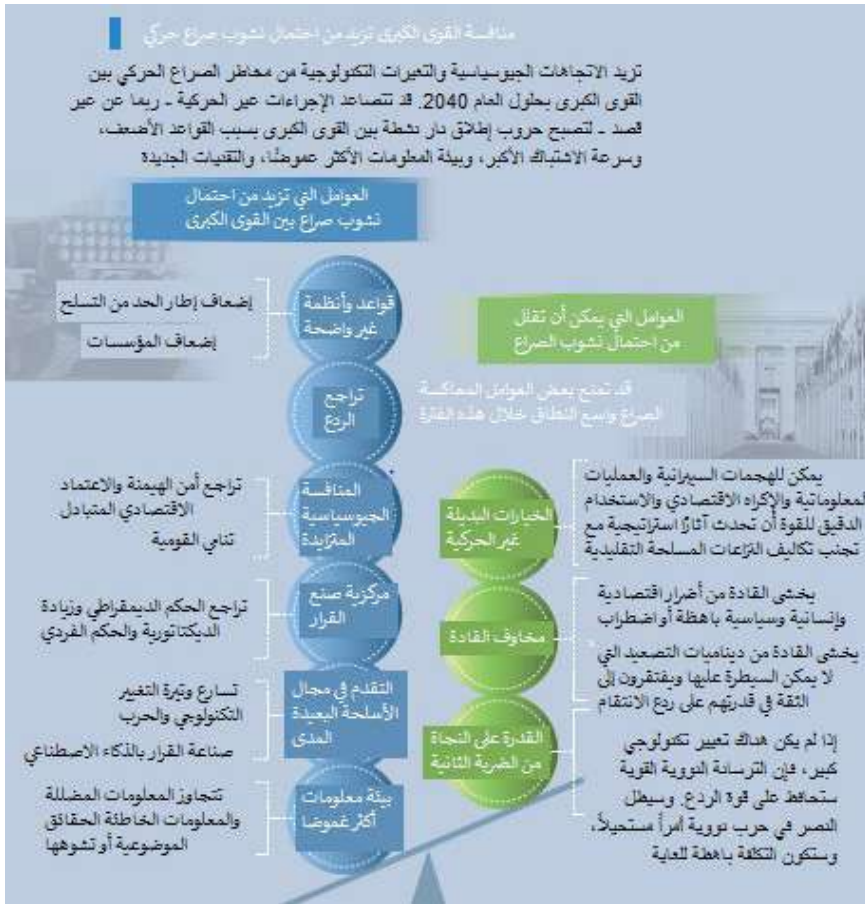 منافسة القوى الكبرى تزيد من احتمال نشوب صراع حركي
تزيد الاتجاهات الجيوسياسية والتغيرات التكنولوجية من مخاطر الصراع الحركي بين
القوى الكبرى بحلول العام 2040. قد تتصاعد الإجراءات غير الحركية ـ ربما عن غير
قصد ـ لتصبح حروب إطلاق نار نشطة بين القوى الكبرى بسبب القواعد الأضعف،
وسرعة الاشتباك الأكبر، وبيئة المعلومات الأكثر غموضًا، والتقنيات الجديدة
العوامل التي تزيد من احتمال
نشوب صراع بين القوى الكبرى
قواعد وأنظمة
غير واضحة
إضعاف إطار الحد من التسلح
إضعاف المؤسسات
تراجع
الردع
المنافسة
الجيوسياسية
المتزايدة
تراجع أمن الهيمنة والاعتماد
الاقتصادي المتبادل
تنامي القومية
مركزية صنع
القرار
تراجع الحكم الديمقراطي وزيادة
الديكتاتورية والحكم الفردي
التقدم في مجال
الأسلحة البعيدة
المدى
تسارع وتيرة التغيير
التكنولوجي والحرب
صناعة القرار بالذكاء الاصطناعي
بيئة معلومات
أكثر غموضا
تتجاوز المعلومات المضللة
والمعلومات الخاطئة الحقائق
الموضوعية أو تشوهها
العوامل التي يمكن أن تقلل
من احتمال نشوب الصراع
قد تمنع بعض العوامل المعاكسة
الصراع واسع النطاق خلال هذه الفترة
الخيارات البديلة
غير الحركية
يمكن للهجمات السيبرانية والعمليات
لمعلوماتية والإكراه الاقتصادي والاستخدام
الدقيق للقوة أن تحدث آثارًا استراتيجية مع
تجنب تكاليف النزاعات المسلحة التقليدية
مخاوف القادة
يخشى القادة من أضرار اقتصادية
وإنسانية وسياسية باهظة أو اضطراب
يخشى القادة من ديناميات التصعيد التي
لا يمكن السيطرة عليها ويفتقرون إلى
الثقة في قدرتهم على ردع الانتقام
القدرة على النجاة
من الضربة الثانية
إذا لم يكن هناك تغيير تكنولوجي
كبير، فإن الترسانة النووية القوية
ستحافظ على قوة الردع. وسيظل
النصر في حرب نووية أمرًا مستحيلاً،
وستكون التكلفة باهظة للغاية